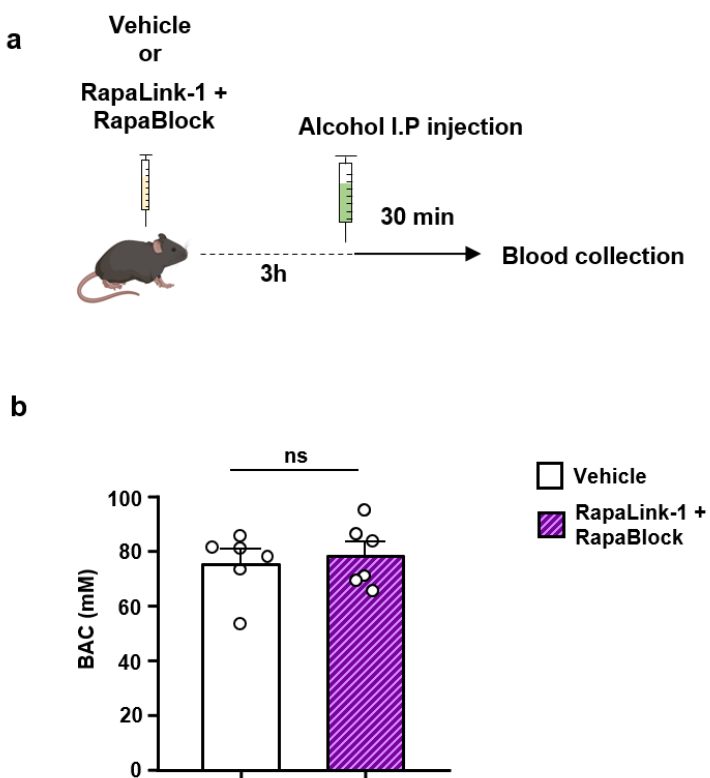 a
Vehicle
or
RapaLink-1 +
RapaBlock
Alcohol I.P injection
30 min
3h
Blood collection
b
ns
Vehicle
RapaLink-1 +
RapaBlock
BAC (mM)
100
80
60
40
20
0